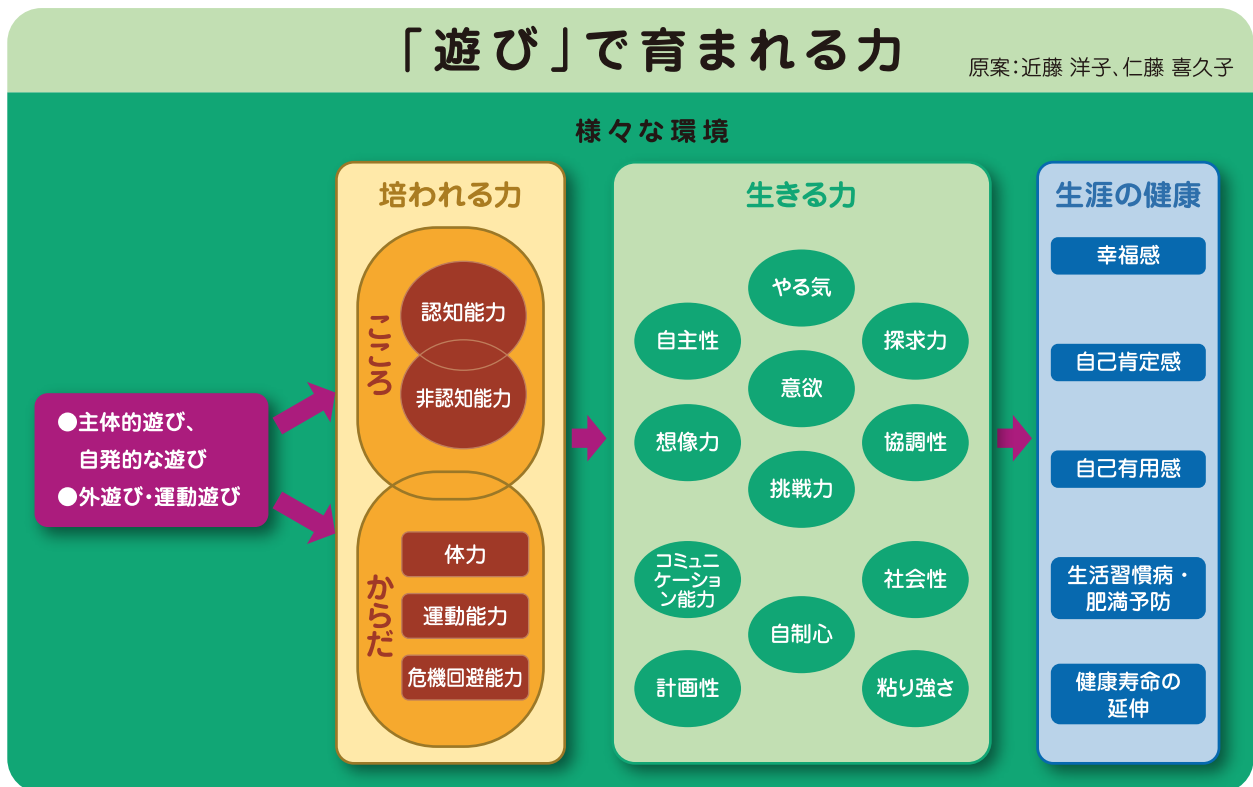 「遊び」で育まれる力
原案：近藤 洋子、仁藤 喜久子
様々な環境
●主体的遊び、
自発的な遊び
●外遊び・運動遊び
培われる力
こころ
認知能力
非認知能力
からだ
体力
運動能力
危機回避能力
生きる力
やる気
自主性
探求力
意欲
想像力
協調性
挑戦力
コミュニ
ケーショ
ン能力
社会性
自制心
計画性
粘り強さ
生涯の健康
幸福感
自己肯定感
自己有用感
生活習慣病・
肥満予防
健康寿命の
延伸